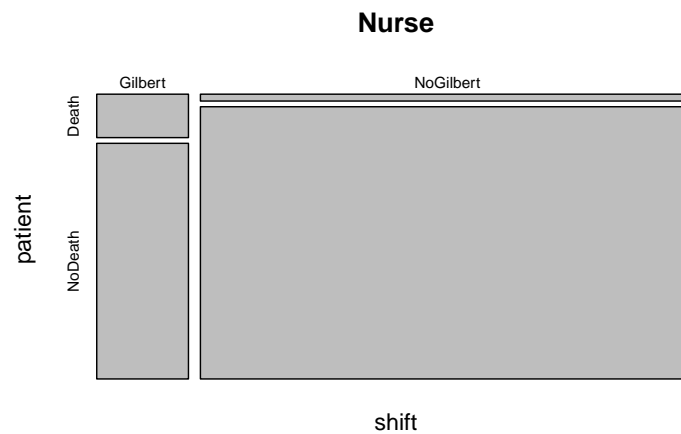 Nurse
Gilbert NoGilbert
Death
NoDeath
patient
shift